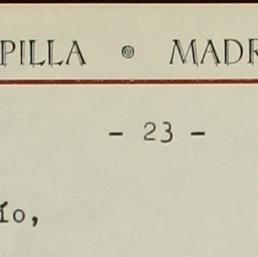 PILLA • MADR
- 23 -
ío,